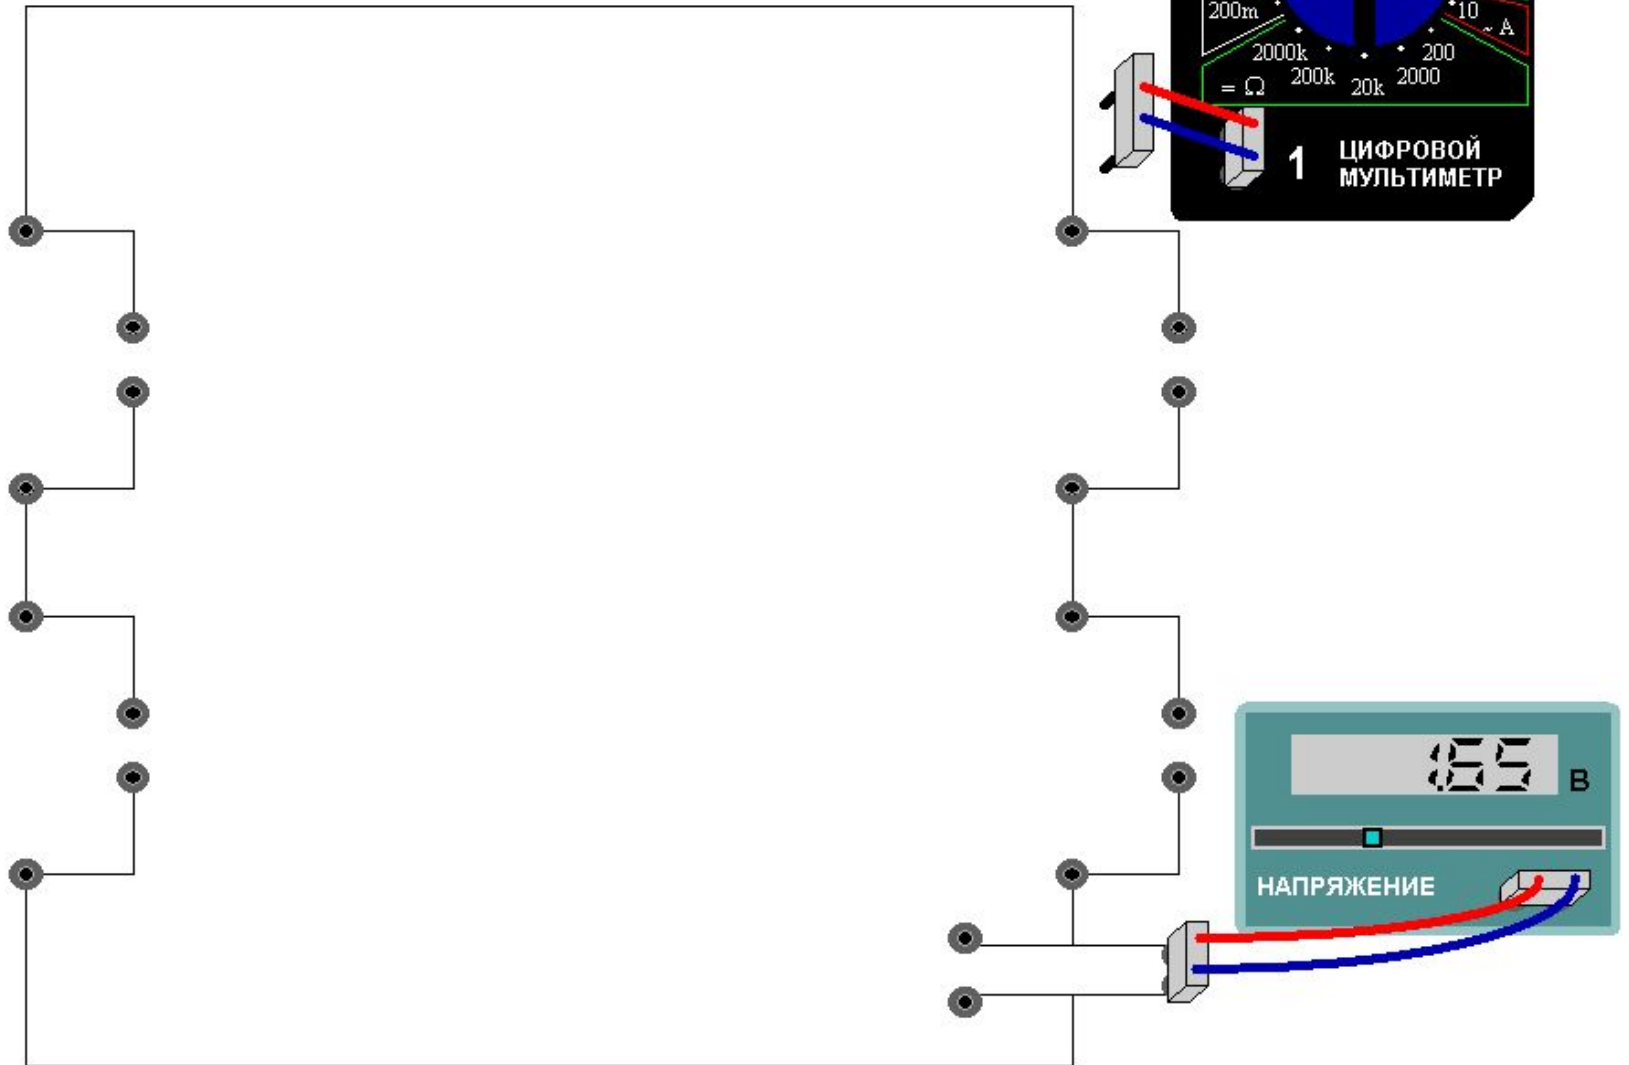 200m
10
~ A
2000k
200
200k
20k
2000
= Ω
1
ЦИФРОВОЙ
МУЛЬТИМЕТР
1.65
В
НАПРЯЖЕНИЕ